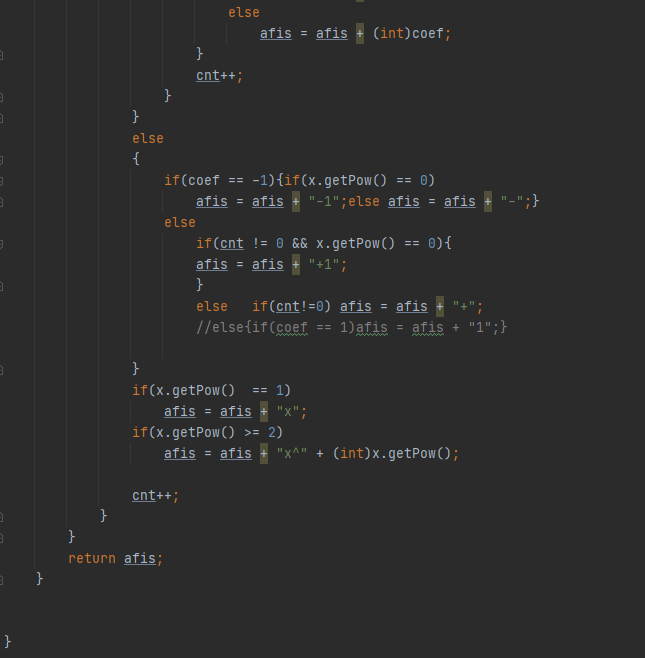 else
afis = afis + (int)coef;
}
cnt++;
}
}
else
{
if(coef == -1){if(x.getPow() == 0)
afis = afis + "-1";else afis = afis + "-";}
else
if(cnt != 0 && x.getPow() == 0){
afis = afis + "+1";
}
else   if(cnt!=0) afis = afis + "+";
//else{if(coef == 1)afis = afis + "1";}
}
if(x.getPow()  == 1)
afis = afis + "x";
if(x.getPow() >= 2)
afis = afis + "x^" + (int)x.getPow();
cnt++;
}
}
return afis;
}
}